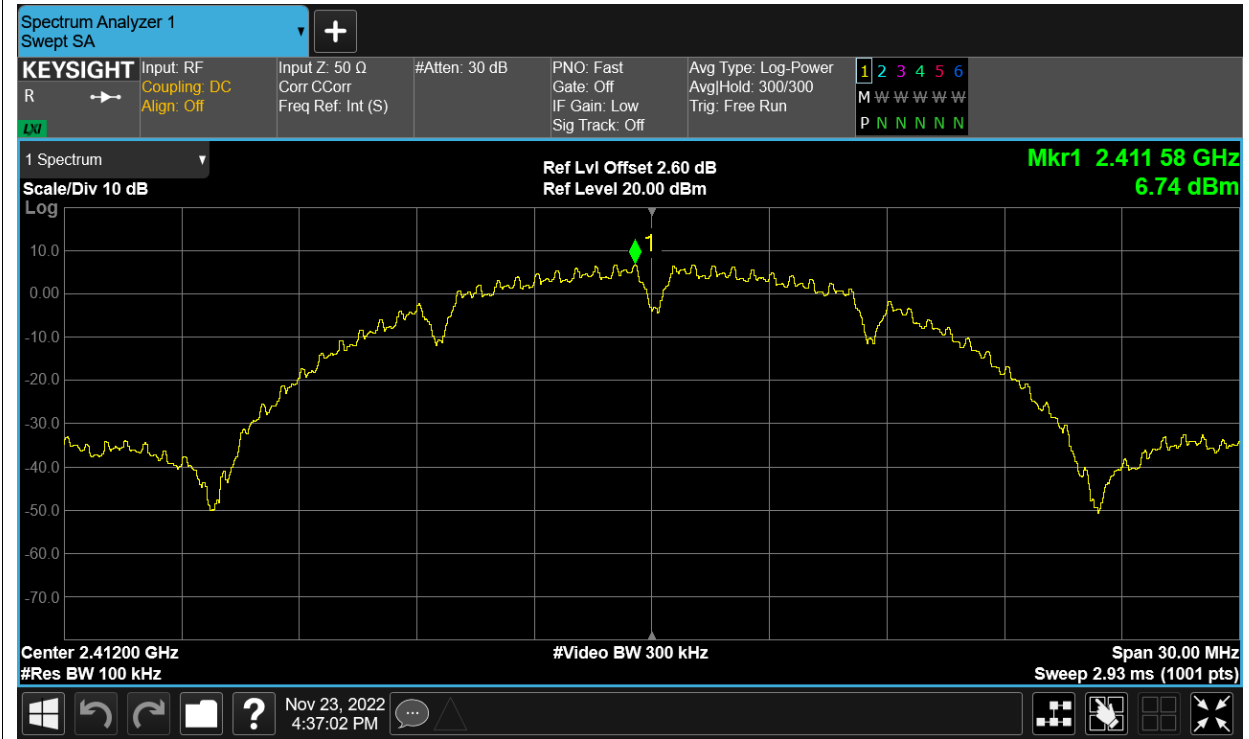 Spectrum Analyzer 1
Swept SA
+
KEYSIGHT
R
LXI
Input: RF
Coupling: DC
Align: Off
Input Z: 50 Ω
Corr CCorr
Freq Ref: Int (S)
#Atten: 30 dB
PNO: Fast
Gate: Off
IF Gain: Low
Sig Track: Off
Avg Type: Log-Power
Avg|Hold: 300/300
Trig: Free Run
1 2 3 4 5 6
M W W W W W
P N N N N N
1 Spectrum
Scale/Div 10 dB
Ref Lvl Offset 2.60 dB
Ref Level 20.00 dBm
Mkr1 2.411 58 GHz
6.74 dBm
Log
1
10.0
0.00
-10.0
-20.0
-30.0
-40.0
-50.0
-60.0
-70.0
Center 2.41200 GHz
#Res BW 100 kHz
#Video BW 300 kHz
Span 30.00 MHz
Sweep 2.93 ms (1001 pts)
?
Nov 23, 2022
4:37:02 PM